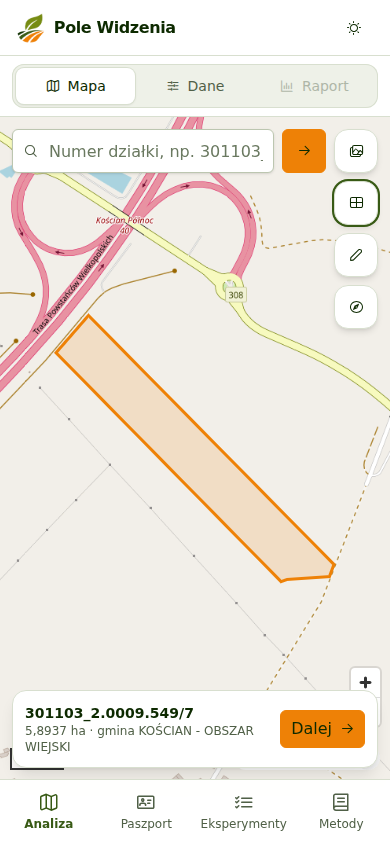 Pole Widzenia
Mapa
Dane
Raport
Numer działki, np. 301103_
Kościan Północ
40
Trasa Powstańców Wielkopolskich
308
+
301103_2.0009.549/7
5,8937 ha · gmina KOŚCIAN - OBSZAR
WIEJSKI
Dalej →
Analiza
Paszport
Eksperymenty
Metody